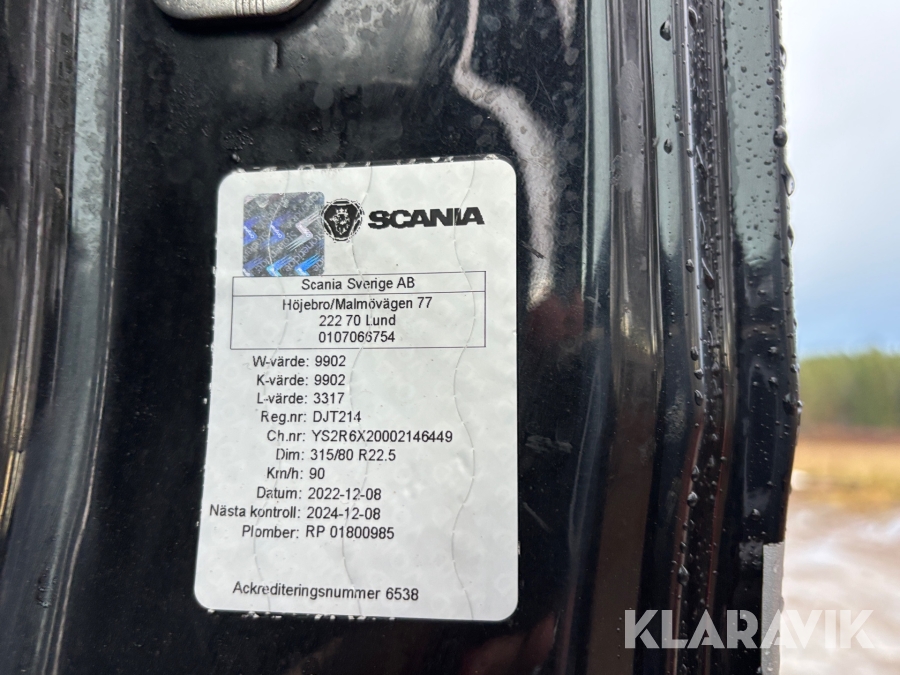 SCANIA
Scania Sverige AB
Höjebro/Malmövägen 77
222 70 Lund
0107066754
W-värde: 9902
K-värde: 9902
L-värde: 3317
Reg.nr: DJT214
Ch.nr: YS2R6X20002146449
Dim: 315/80 R22.5
Km/h: 90
Datum: 2022-12-08
Nästa kontroll: 2024-12-08
Plomber: RP 01800985
Ackrediteringsnummer 6538
KLARAVIK